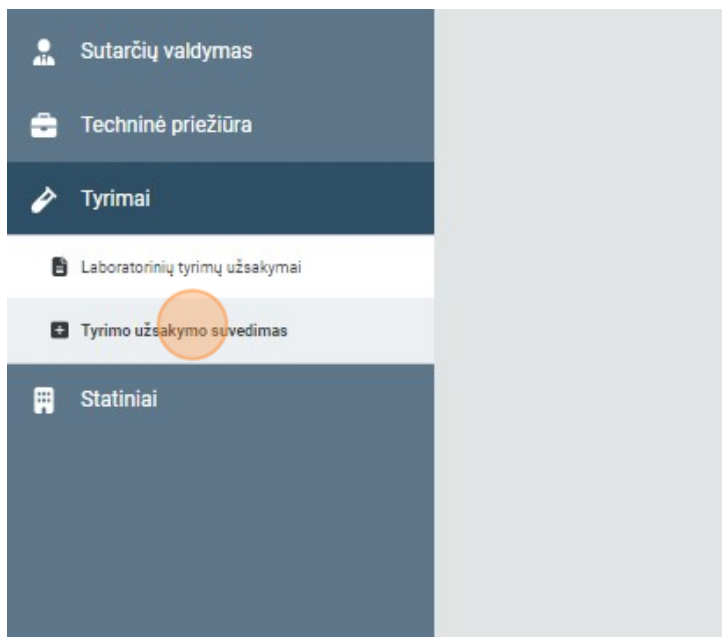 Sutarčių valdymas
Techninė priežiūra
Tyrimai
Laboratorinių tyrimų užsakymai
Tyrimo užsakymo suvedimas
Statiniai